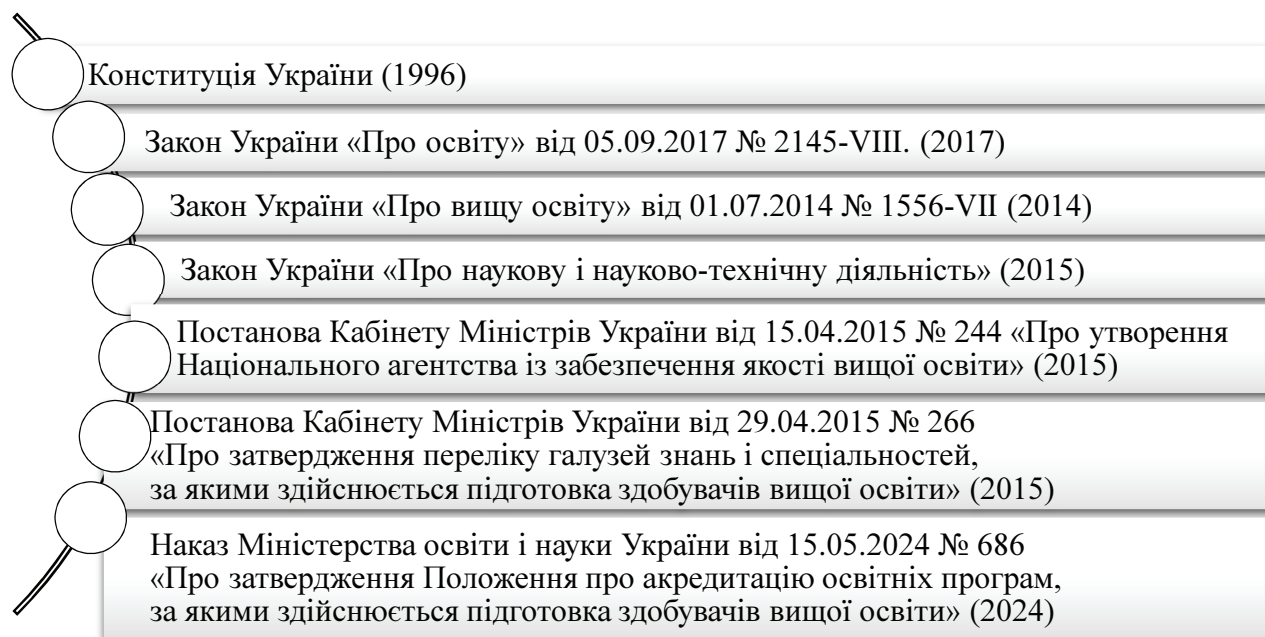 Конституція України (1996)
Закон України «Про освіту» від 05.09.2017 № 2145-VIII. (2017)
Закон України «Про вищу освіту» від 01.07.2014 № 1556-VII (2014)
Закон України «Про наукову і науково-технічну діяльність» (2015)
Постанова Кабінету Міністрів України від 15.04.2015 № 244 «Про утворення
Національного агентства із забезпечення якості вищої освіти» (2015)
Постанова Кабінету Міністрів України від 29.04.2015 № 266
«Про затвердження переліку галузей знань і спеціальностей,
за якими здійснюється підготовка здобувачів вищої освіти» (2015)
Наказ Міністерства освіти і науки України від 15.05.2024 № 686
«Про затвердження Положення про акредитацію освітніх програм,
за якими здійснюється підготовка здобувачів вищої освіти» (2024)